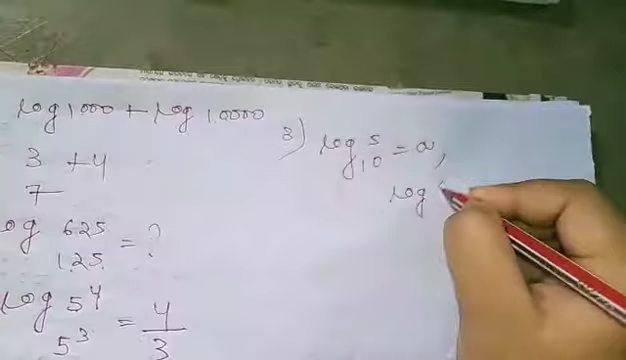 log 1000 + log 10000
3 + 4
7
log 625
125 = ?
log 5⁴
5³ = 4/3
3) log 5
10 = a,
log